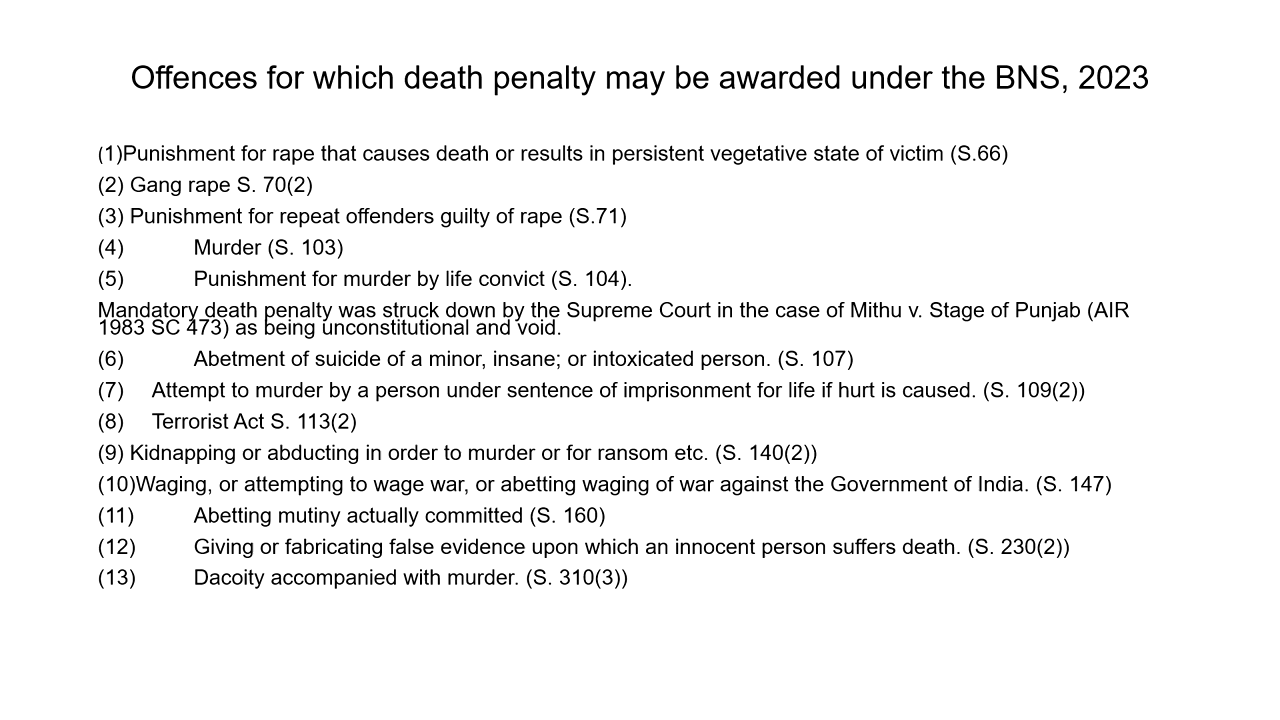 Offences for which death penalty may be awarded under the BNS, 2023
(1)Punishment for rape that causes death or results in persistent vegetative state of victim (S.66)
(2) Gang rape S. 70(2)
(3) Punishment for repeat offenders guilty of rape (S.71)
(4) Murder (S. 103)
(5) Punishment for murder by life convict (S. 104).
Mandatory death penalty was struck down by the Supreme Court in the case of Mithu v. Stage of Punjab (AIR
1983 SC 473) as being unconstitutional and void.
(6) Abetment of suicide of a minor, insane; or intoxicated person. (S. 107)
(7) Attempt to murder by a person under sentence of imprisonment for life if hurt is caused. (S. 109(2))
(8) Terrorist Act S. 113(2)
(9) Kidnapping or abducting in order to murder or for ransom etc. (S. 140(2))
(10)Waging, or attempting to wage war, or abetting waging of war against the Government of India. (S. 147)
(11) Abetting mutiny actually committed (S. 160)
(12) Giving or fabricating false evidence upon which an innocent person suffers death. (S. 230(2))
(13) Dacoity accompanied with murder. (S. 310(3))